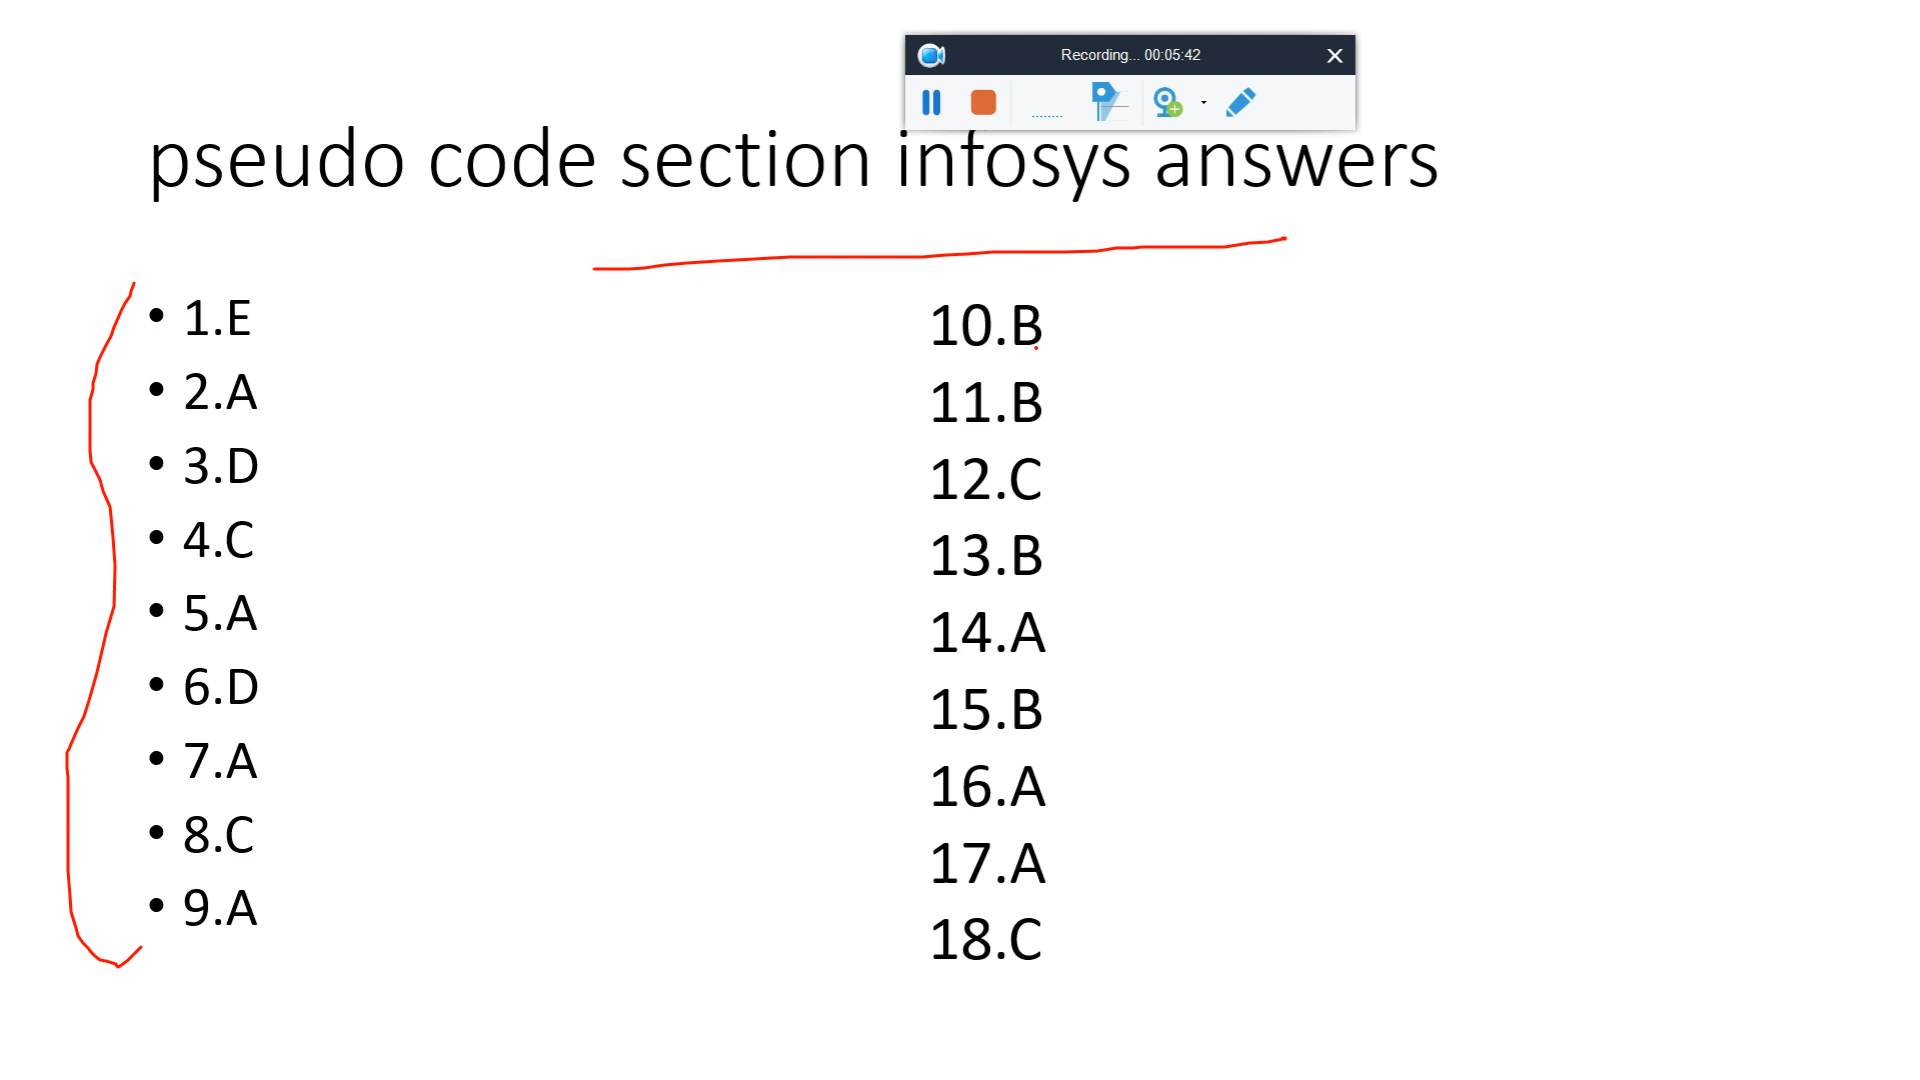 Recording... 00:05:42
pseudo code section infosys answers
• 1.E
• 2.A
• 3.D
• 4.C
• 5.A
• 6.D
• 7.A
• 8.C
• 9.A
10.B
11.B
12.C
13.B
14.A
15.B
16.A
17.A
18.C